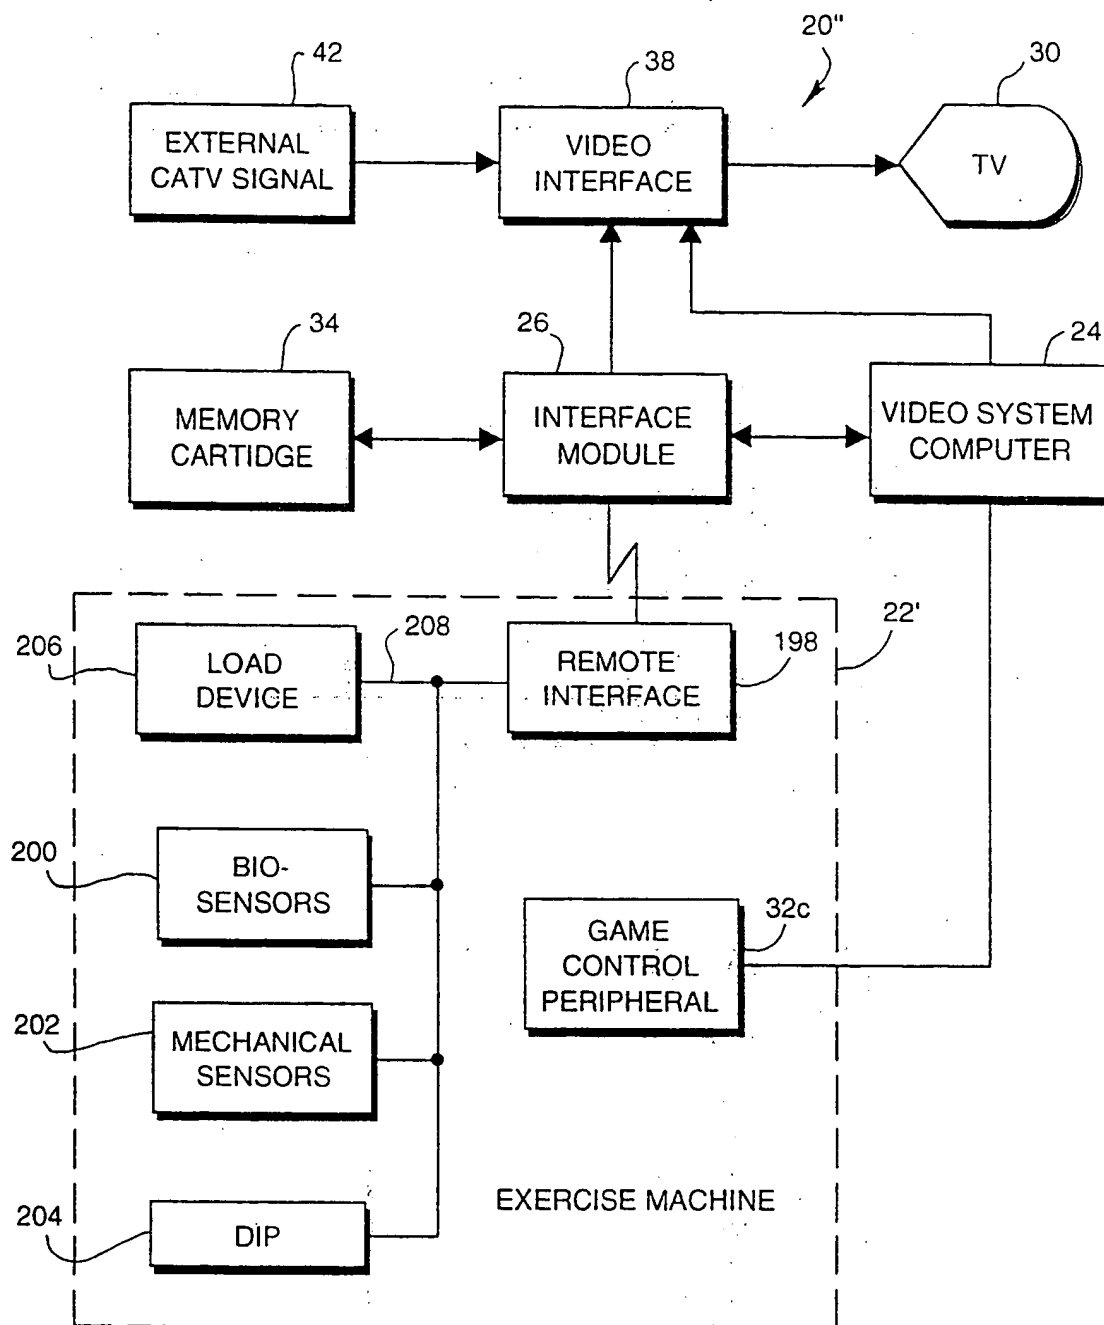 20"
42
38
30
EXTERNAL
CATV SIGNAL
VIDEO
INTERFACE
TV
34
26
24
MEMORY
CARTIDGE
INTERFACE
MODULE
VIDEO SYSTEM
COMPUTER
206
208
198
22'
LOAD
DEVICE
REMOTE
INTERFACE
200
BIO-
SENSORS
32c
GAME
CONTROL
PERIPHERAL
202
MECHANICAL
SENSORS
204
DIP
EXERCISE MACHINE